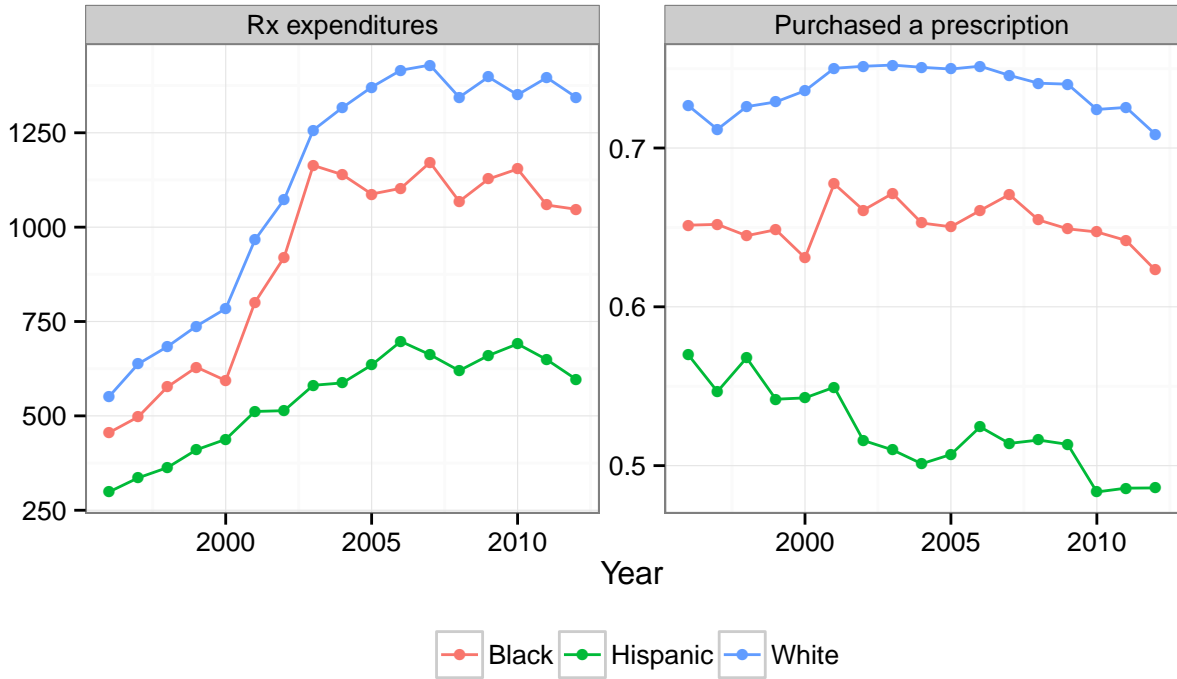 Rx expenditures
Purchased a prescription
1250
1000
750
500
250
0.7
0.6
0.5
2000 2005 2010
2000 2005 2010
Year
Black Hispanic White